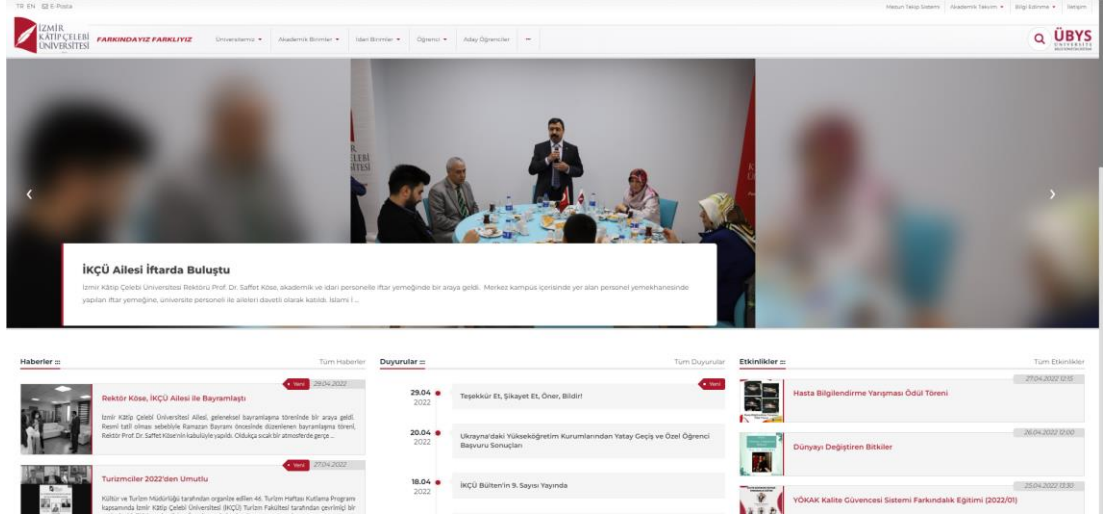 TR EN E-Posta
Mezun Takip Sistemi Akademik Takvim Bilgi Edinme İletişim
İZMİR
KÂTİP ÇELEBİ
ÜNİVERSİTESİ
FARKINDAYIZ FARKLIYIZ
Üniversitemiz Akademik Birimler İdari Birimler Öğrenci Aday Öğrenciler
ÜBYS
ÜNİVERSİTE
İKÇÜ Ailesi İftarda Buluştu
İzmir Kâtip Çelebi Üniversitesi Rektörü Prof. Dr. Saffet Köse, akademik ve idari personelle iftar yemeğinde bir araya geldi. Merkez kampüs içerisinde yer alan personel yemekhanesinde
yapılan iftar yemeğine, üniversite personeli ile aileleri davetli olarak katıldı. Islami İ ...
Haberler :::
Tüm Haberler
• Yeni 29.04.2022
Rektör Köse, İKÇÜ Ailesi ile Bayramlaştı
İzmir Kâtip Çelebi Üniversitesi Ailesi, geleneksel bayramlaşma töreninde bir araya geldi.
Resmi tatil olması sebebiyle Ramazan Bayramı öncesinde düzenlenen bayramlaşma töreni,
Rektör Prof. Dr. Saffet Köse'nin kabulüyle yapıldı. Oldukça sıcak bir atmosferde gerçe ...
• Yeni 27.04.2022
Turizmciler 2022'den Umutlu
Kültür ve Turizm Müdürlüğü tarafından organize edilen 46. Turizm Haftası Kutlama Program
kapsamında İzmir Kâtip Çelebi Üniversitesi (İKÇÜ) Turizm Fakültesi tarafından çevrimiçi bir
Duyurular :::
Tüm Duyurular
• Yeni
29.04
2022
Teşekkür Et, Şikayet Et, Öner, Bildir!
20.04
2022
Ukrayna'daki Yükseköğretim Kurumlarından Yatay Geçiş ve Özel Öğrenci
Başvuru Sonuçları
18.04
2022
İKÇÜ Bülten'in 9. Sayısı Yayında
Etkinlikler :::
Tüm Etkinlikler
27.04.2022 12:15
Hasta Bilgilendirme Yarışması Ödül Töreni
26.04.2022 12:00
Dünyayı Değiştiren Bitkiler
25.04.2022 13:30
YÖKAK Kalite Güvencesi Sistemi Farkındalık Eğitimi (2022/01)